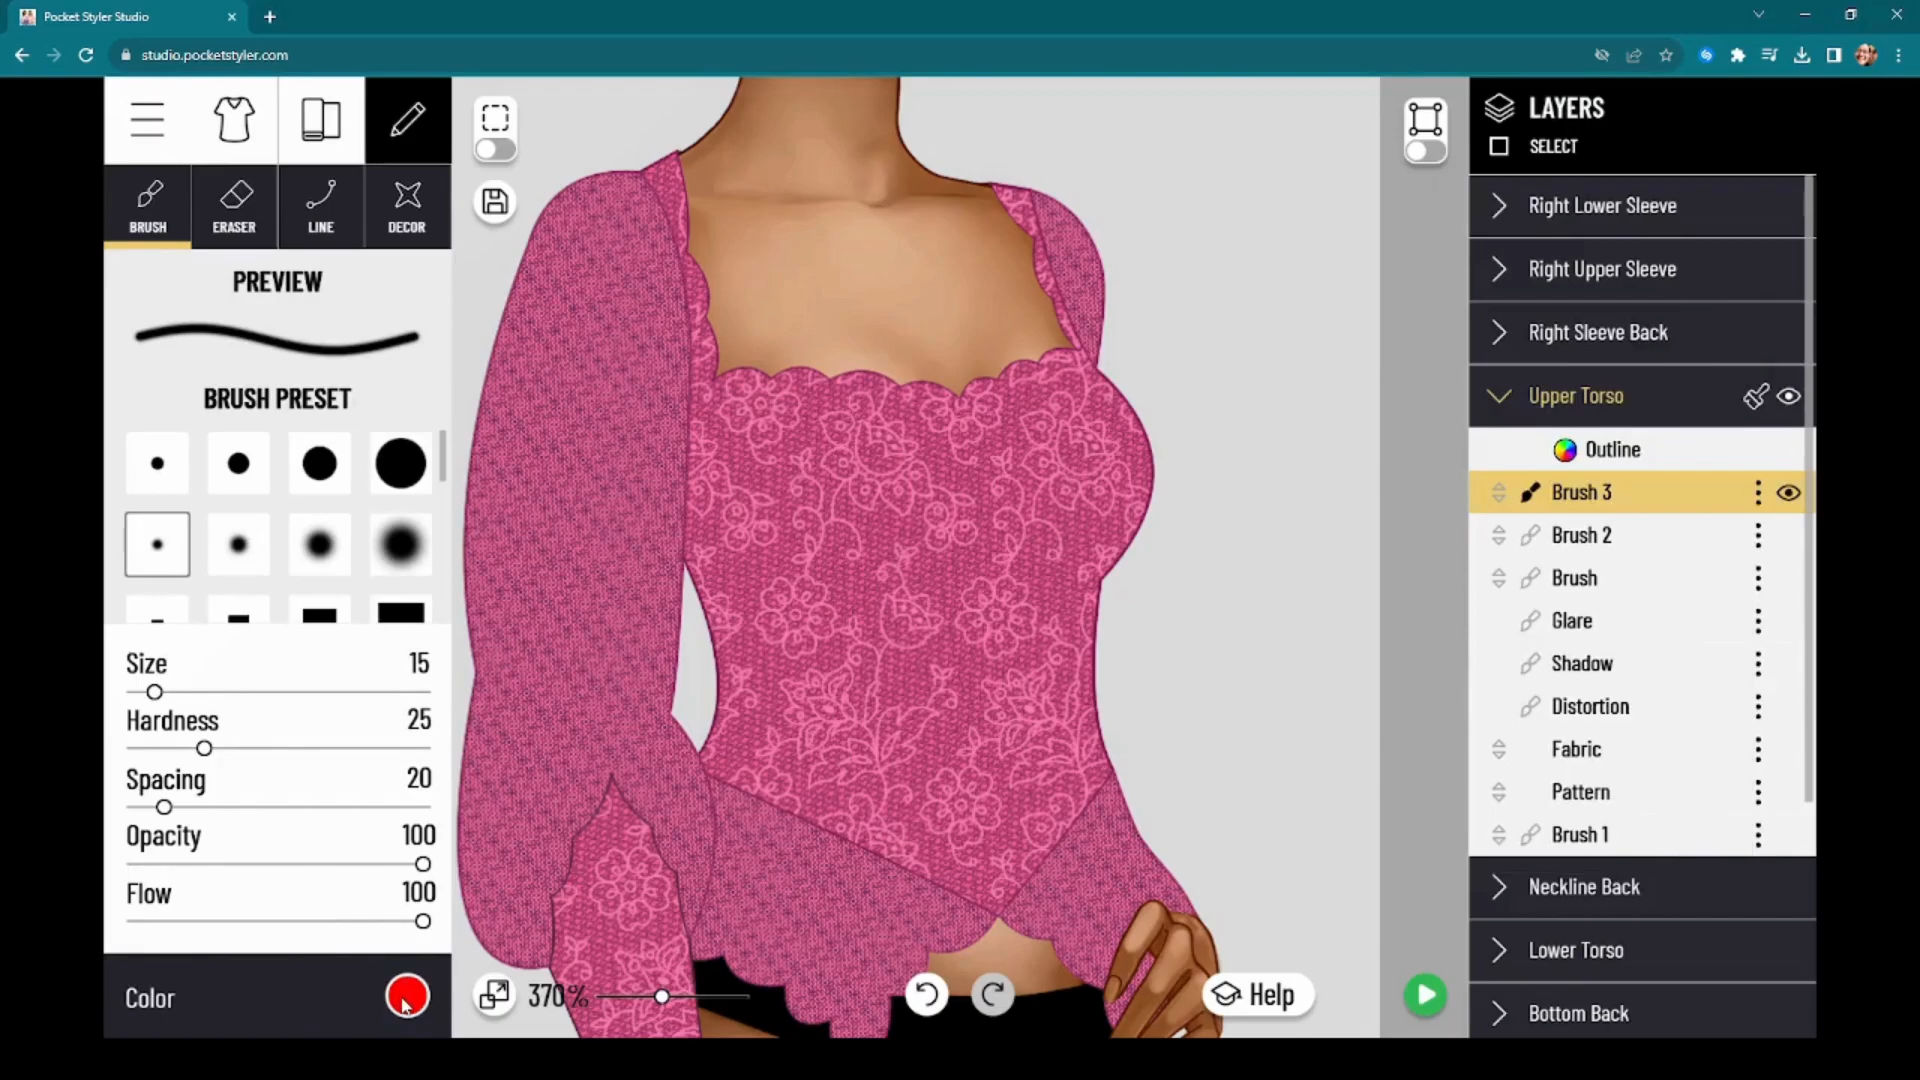 Pocket Styler Studio
studio.pocketstyler.com
BRUSH
ERASER
LINE
DECOR
PREVIEW
BRUSH PRESET
Size 15
Hardness 25
Spacing 20
Opacity 100
Flow 100
Color
370%
Help
LAYERS
SELECT
Right Lower Sleeve
Right Upper Sleeve
Right Sleeve Back
Upper Torso
Outline
Brush 3
Brush 2
Brush
Glare
Shadow
Distortion
Fabric
Pattern
Brush 1
Neckline Back
Lower Torso
Bottom Back